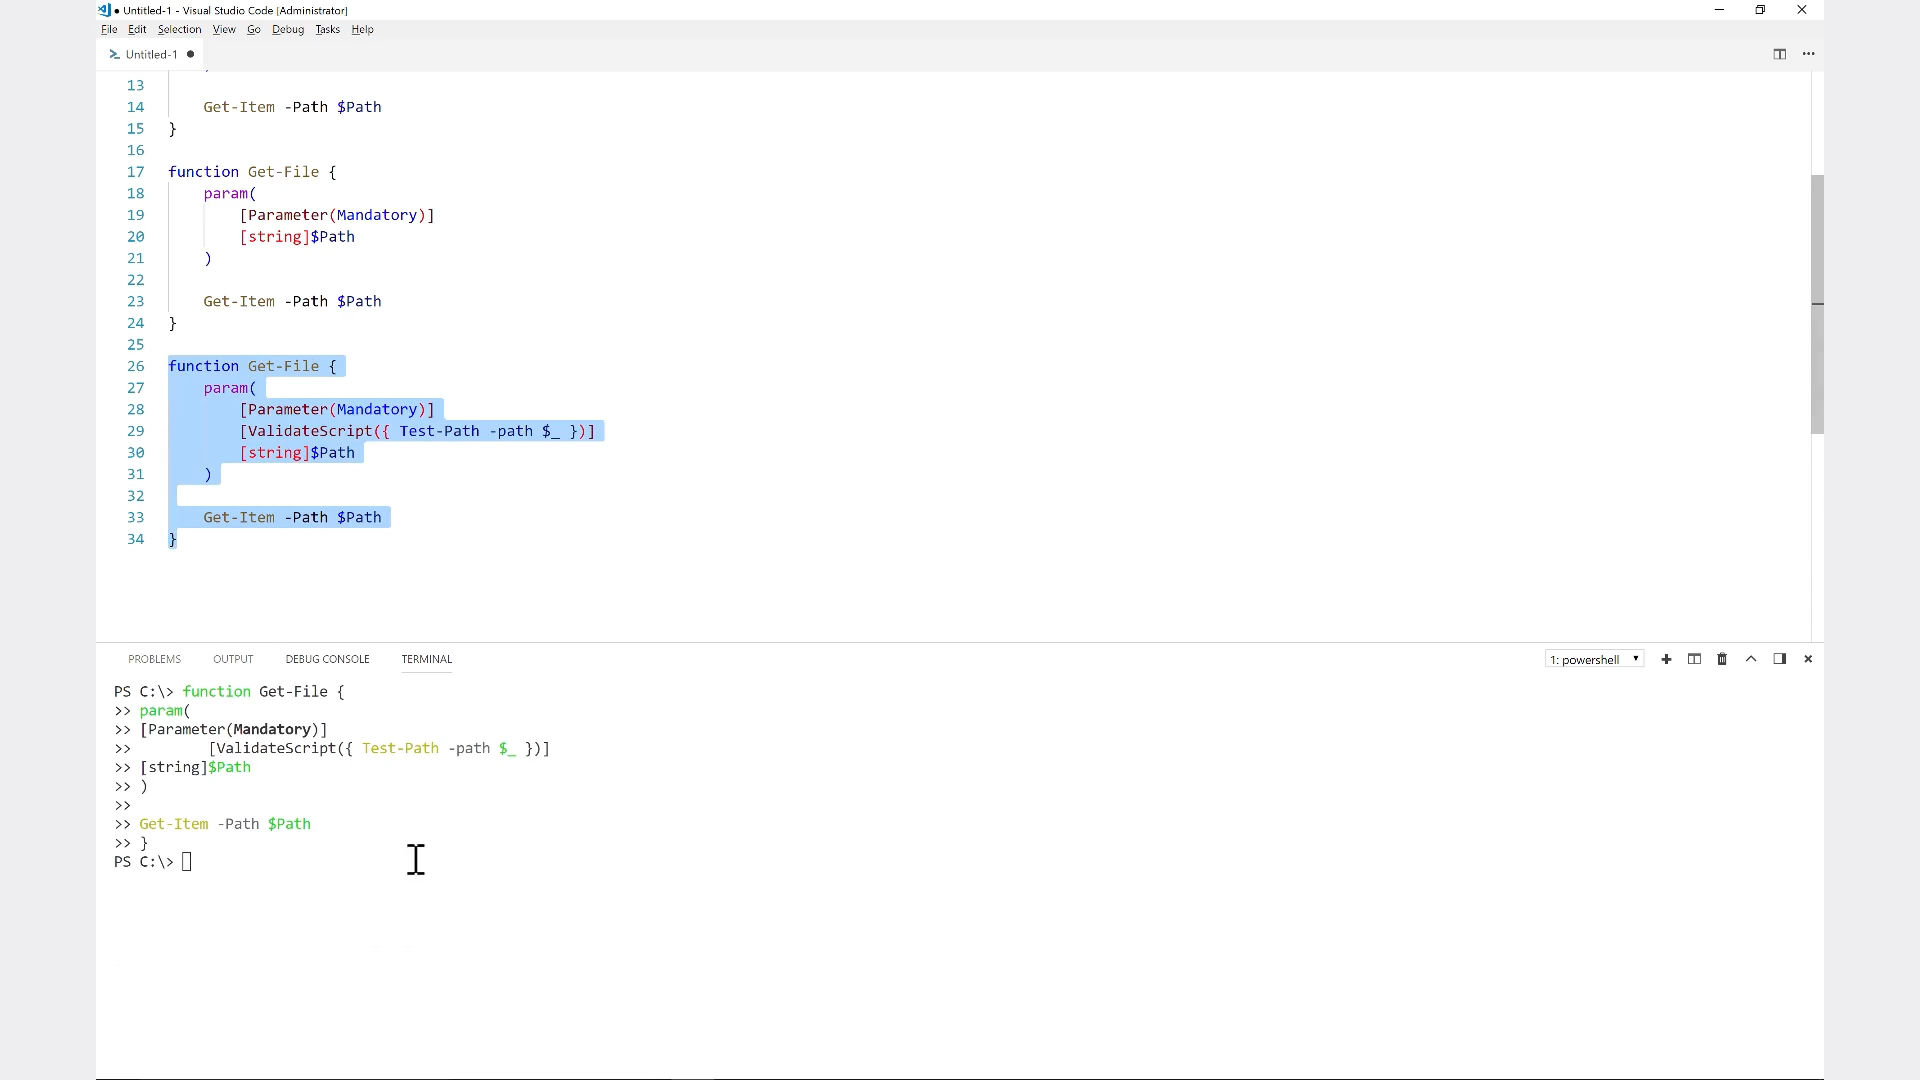 ● Untitled-1 - Visual Studio Code [Administrator]
File Edit Selection View Go Debug Tasks Help
Untitled-1 ●
13
14 Get-Item -Path $Path
15 }
16
17 function Get-File {
18 param(
19 [Parameter(Mandatory)]
20 [string]$Path
21 )
22
23 Get-Item -Path $Path
24 }
25
26 function Get-File {
27 param(
28 [Parameter(Mandatory)]
29 [ValidateScript({ Test-Path -path $_ })]
30 [string]$Path
31 )
32
33 Get-Item -Path $Path
34 }
PROBLEMS OUTPUT DEBUG CONSOLE TERMINAL 1: powershell
PS C:\> function Get-File {
>> param(
>> [Parameter(Mandatory)]
>> [ValidateScript({ Test-Path -path $_ })]
>> [string]$Path
>> )
>>
>> Get-Item -Path $Path
>> }
PS C:\>